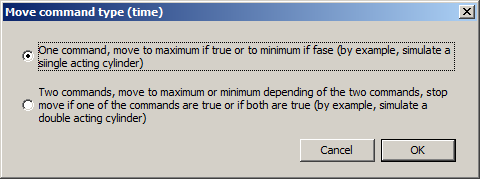 Move command type (time)
One command, move to maximum if true or to minimum if fase (by example, simulate a
siingle acting cylinder)
Two commands, move to maximum or minimum depending of the two commands, stop
move if one of the commands are true or if both are true (by example, simulate a
double acting cylinder)
Cancel
OK